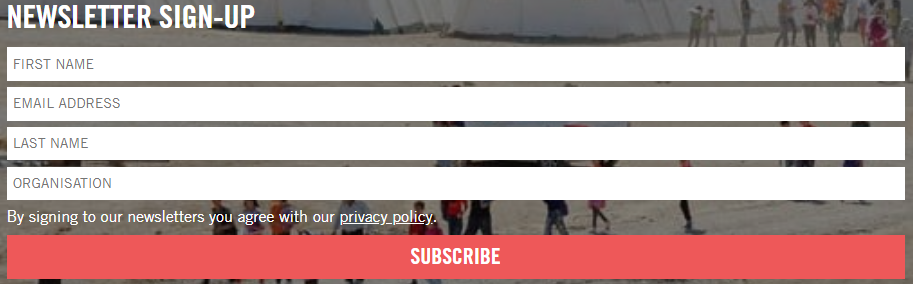 NEWSLETTER SIGN-UP
FIRST NAME
EMAIL ADDRESS
LAST NAME
ORGANISATION
By signing to our newsletters you agree with our privacy policy.
SUBSCRIBE